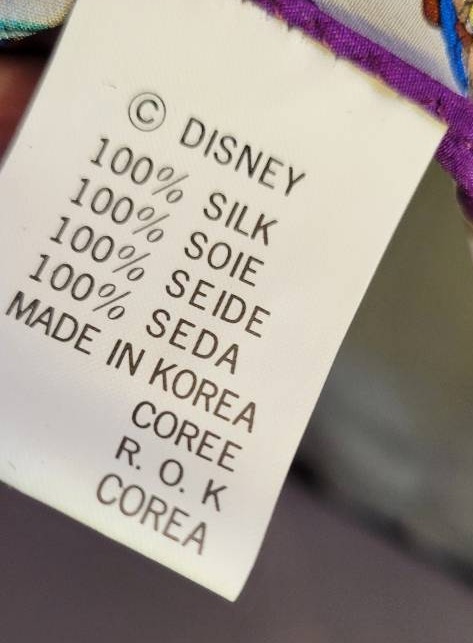 © DISNEY
100% SILK
100% SOIE
100% SEIDE
100% SEDA
MADE IN KOREA
COREE
R. O. K
COREA